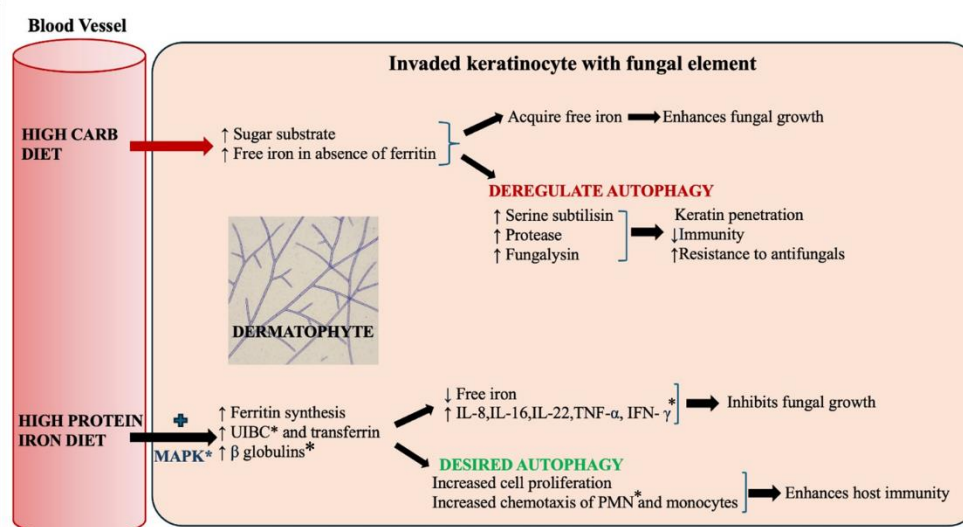 Blood Vessel
Invaded keratinocyte with fungal element
HIGH CARB
DIET
↑ Sugar substrate
↑ Free iron in absence of ferritin
Acquire free iron
Enhances fungal growth
DEREGULATE AUTOPHAGY
↑ Serine subtilisin
↑ Protease
↑ Fungalysin
Keratin penetration
↓Immunity
↑Resistance to antifungals
DERMATOPHYTE
HIGH PROTEIN
IRON DIET
MAPK*
↑ Ferritin synthesis
↑ UIBC* and transferrin
↑ β globulins*
↓ Free iron
↑ IL-8,IL-16,IL-22,TNF-α, IFN- γ*
Inhibits fungal growth
DESIRED AUTOPHAGY
Increased cell proliferation
Increased chemotaxis of PMN* and monocytes
Enhances host immunity